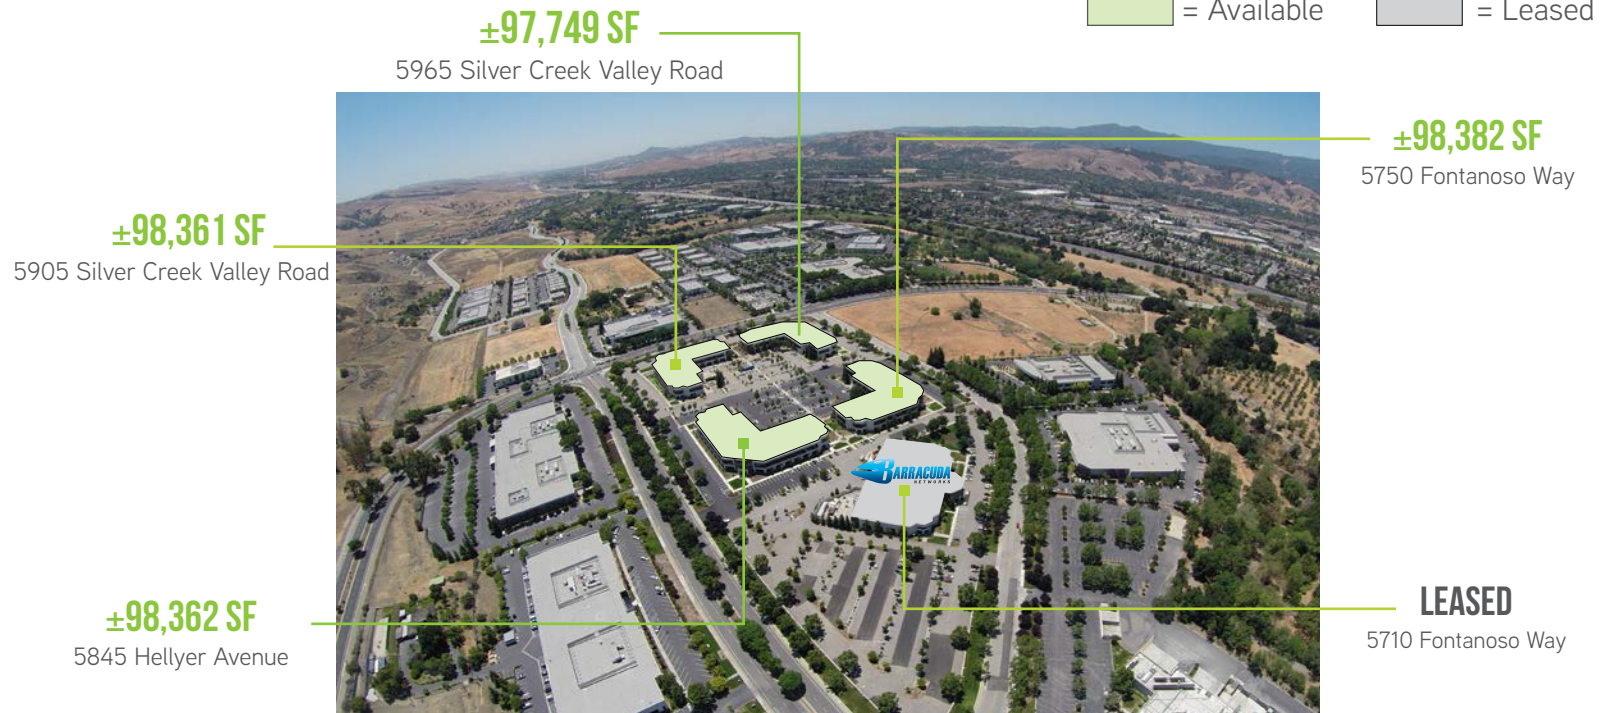 = Available
= Leased
±97,749 SF
5965 Silver Creek Valley Road
±98,382 SF
5750 Fontanoso Way
±98,361 SF
5905 Silver Creek Valley Road
BARRACUDA
NETWORKS
±98,362 SF
5845 Hellyer Avenue
LEASED
5710 Fontanoso Way